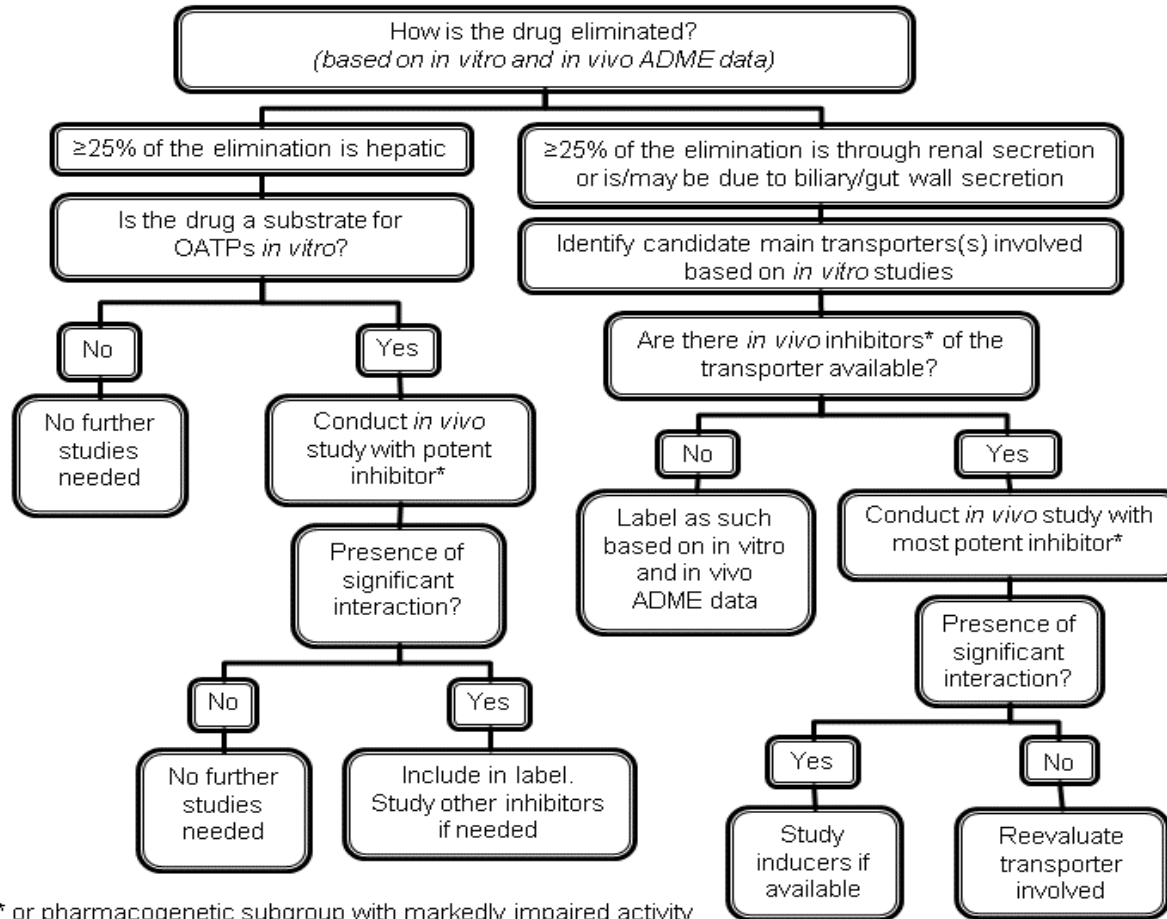 How is the drug eliminated?
(based on in vitro and in vivo ADME data)
≥25% of the elimination is hepatic
≥25% of the elimination is through renal secretion
or is/may be due to biliary/gut wall secretion
Is the drug a substrate for
OATPs in vitro?
Identify candidate main transporters(s) involved
based on in vitro studies
No
Yes
Are there in vivo inhibitors* of the
transporter available?
No further
studies
needed
Conduct in vivo
study with potent
inhibitor*
No
Yes
Label as such
based on in vitro
and in vivo
ADME data
Conduct in vivo study with
most potent inhibitor*
Presence of
significant
interaction?
Presence of
significant
interaction?
No
Yes
No further
studies
needed
Include in label.
Study other inhibitors
if needed
Yes
No
Study
inducers if
available
Reevaluate
transporter
involved
* or pharmacogenetic subgroup with markedly impaired activity